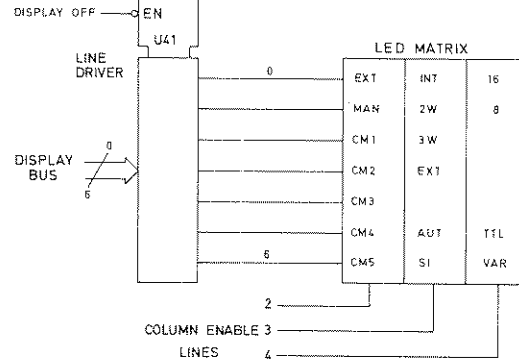 DISPLAY OFF
EN
U41
LINE
DRIVER
LED MATRIX
0
EXT INT 16
MAN 2W 8
CM1 3W
DISPLAY
BUS
0
6
CM2 EXT
CM3
CM4 AUT TTL
6
CM5 SI VAR
2
COLUMN ENABLE 3
LINES 4